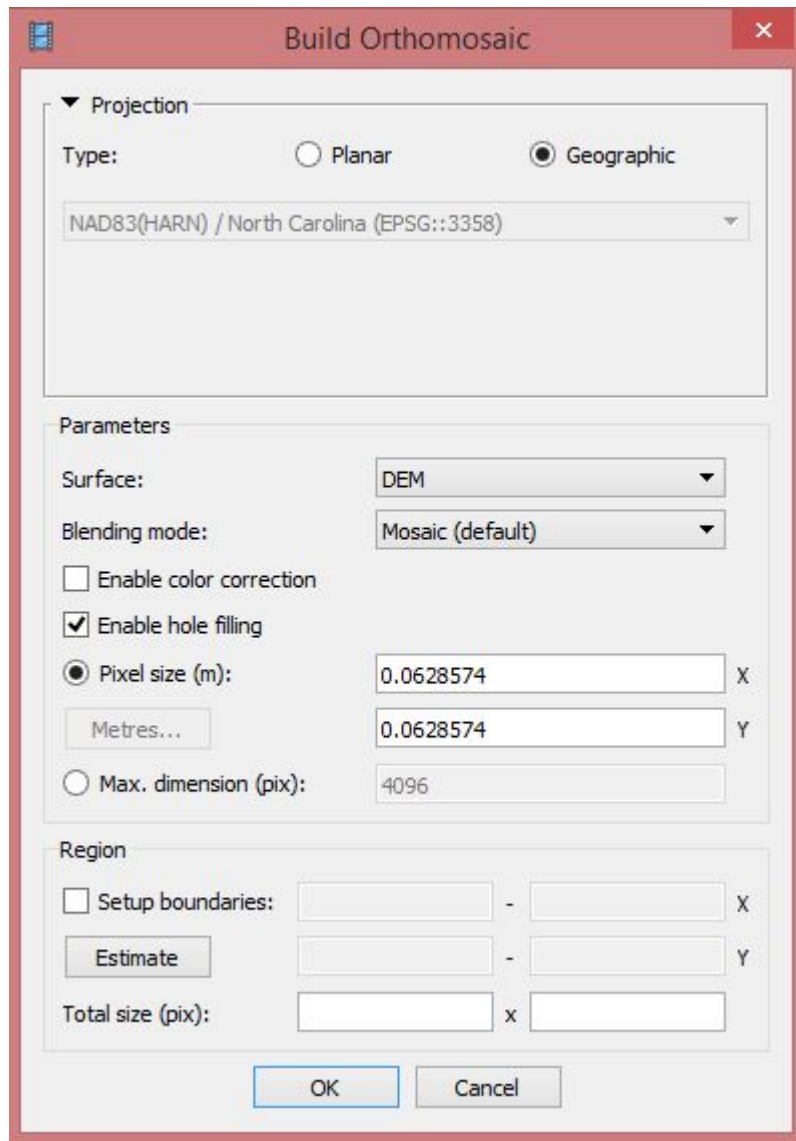 Build Orthomosaic
Projection
Type: Planar Geographic
NAD83(HARN) / North Carolina (EPSG::3358)
Parameters
Surface: DEM
Blending mode: Mosaic (default)
Enable color correction
Enable hole filling
Pixel size (m): 0.0628574 X
Metres... 0.0628574 Y
Max. dimension (pix): 4096
Region
Setup boundaries: - X
Estimate - Y
Total size (pix): x
OK Cancel